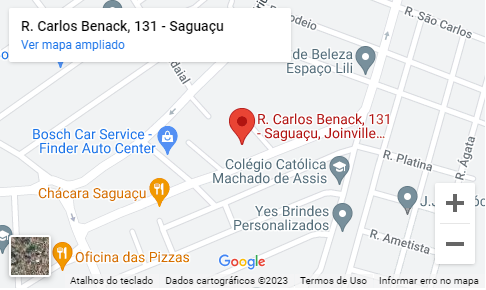 R. Carlos Benack, 131 - Saguaçu
Ver mapa ampliado
R. São Carlos
de Beleza
Espaço Lili
R. Carlos Benack, 131
- Saguaçu, Joinville...
Bosch Car Service -
Finder Auto Center
Colégio Católica
Machado de Assis
R. Platina
R. Ágata
Chácara Saguaçu
Yes Brindes
Personalizados
J.J
R. Ametista
Oficina das Pizzas
Google
Atalhos do teclado
Dados cartográficos ©2023
Termos de Uso
Informar erro no mapa